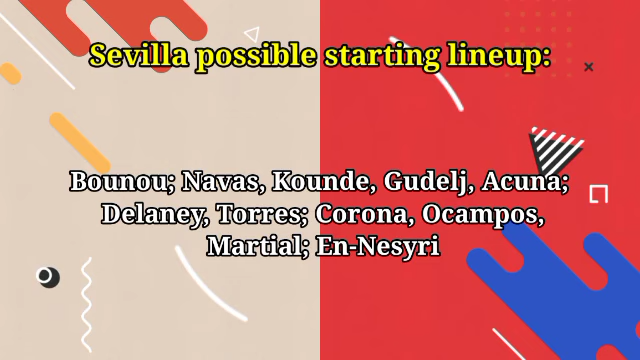 Sevilla possible starting lineup:
Bounou; Navas, Kounde, Gudelj, Acuna;
Delaney, Torres; Corona, Ocampos,
Martial; En-Nesyri